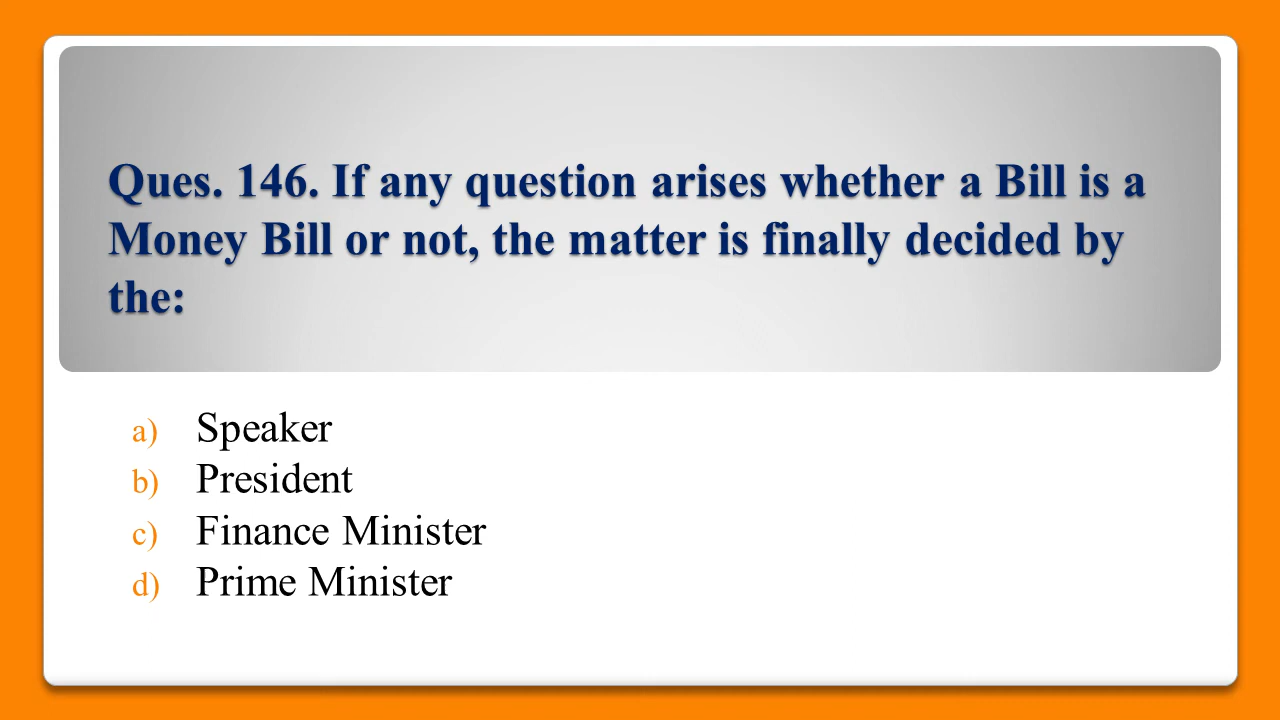 Ques. 146. If any question arises whether a Bill is a
Money Bill or not, the matter is finally decided by
the:
a) Speaker
b) President
c) Finance Minister
d) Prime Minister